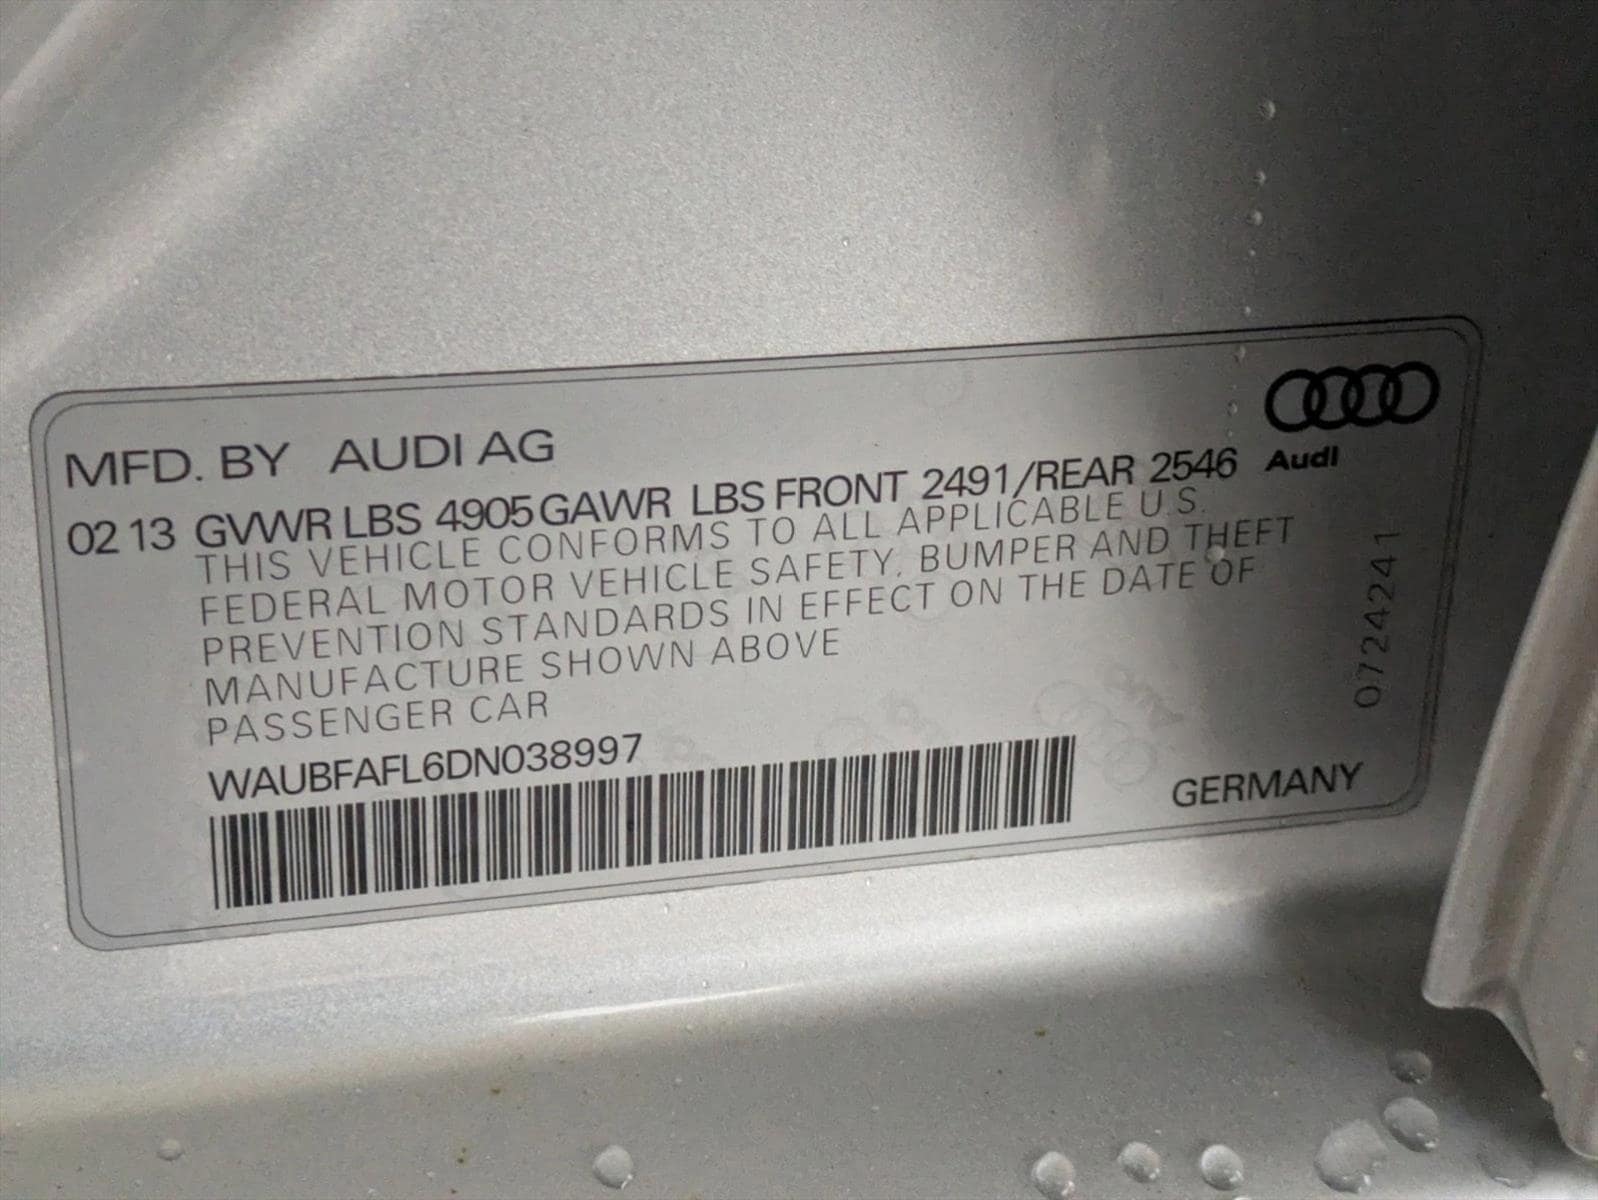 MFD. BY AUDI AG
Audi
02 13 GVWR LBS 4905 GAWR LBS FRONT 2491/REAR 2546
THIS VEHICLE CONFORMS TO ALL APPLICABLE U.S.
FEDERAL MOTOR VEHICLE SAFETY, BUMPER AND THEFT
PREVENTION STANDARDS IN EFFECT ON THE DATE OF
MANUFACTURE SHOWN ABOVE
PASSENGER CAR
WAUBFAFL6DN038997
GERMANY
0724241